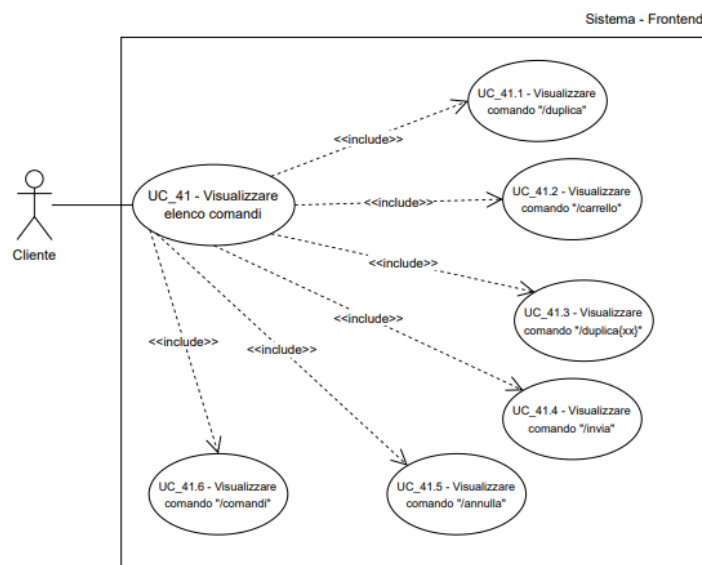 Sistema - Frontend
UC_41.1 - Visualizzare
comando "/duplica"
<<include>>
UC_41 - Visualizzare
elenco comandi
<<include>>
UC_41.2 - Visualizzare
comando "/carrello"
Cliente
<<include>>
UC_41.3 - Visualizzare
comando "/duplica{xx}"
<<include>>
<<include>>
<<include>>
UC_41.4 - Visualizzare
comando "/invia"
UC_41.6 - Visualizzare
comando "/comandi"
UC_41.5 - Visualizzare
comando "/annulla"